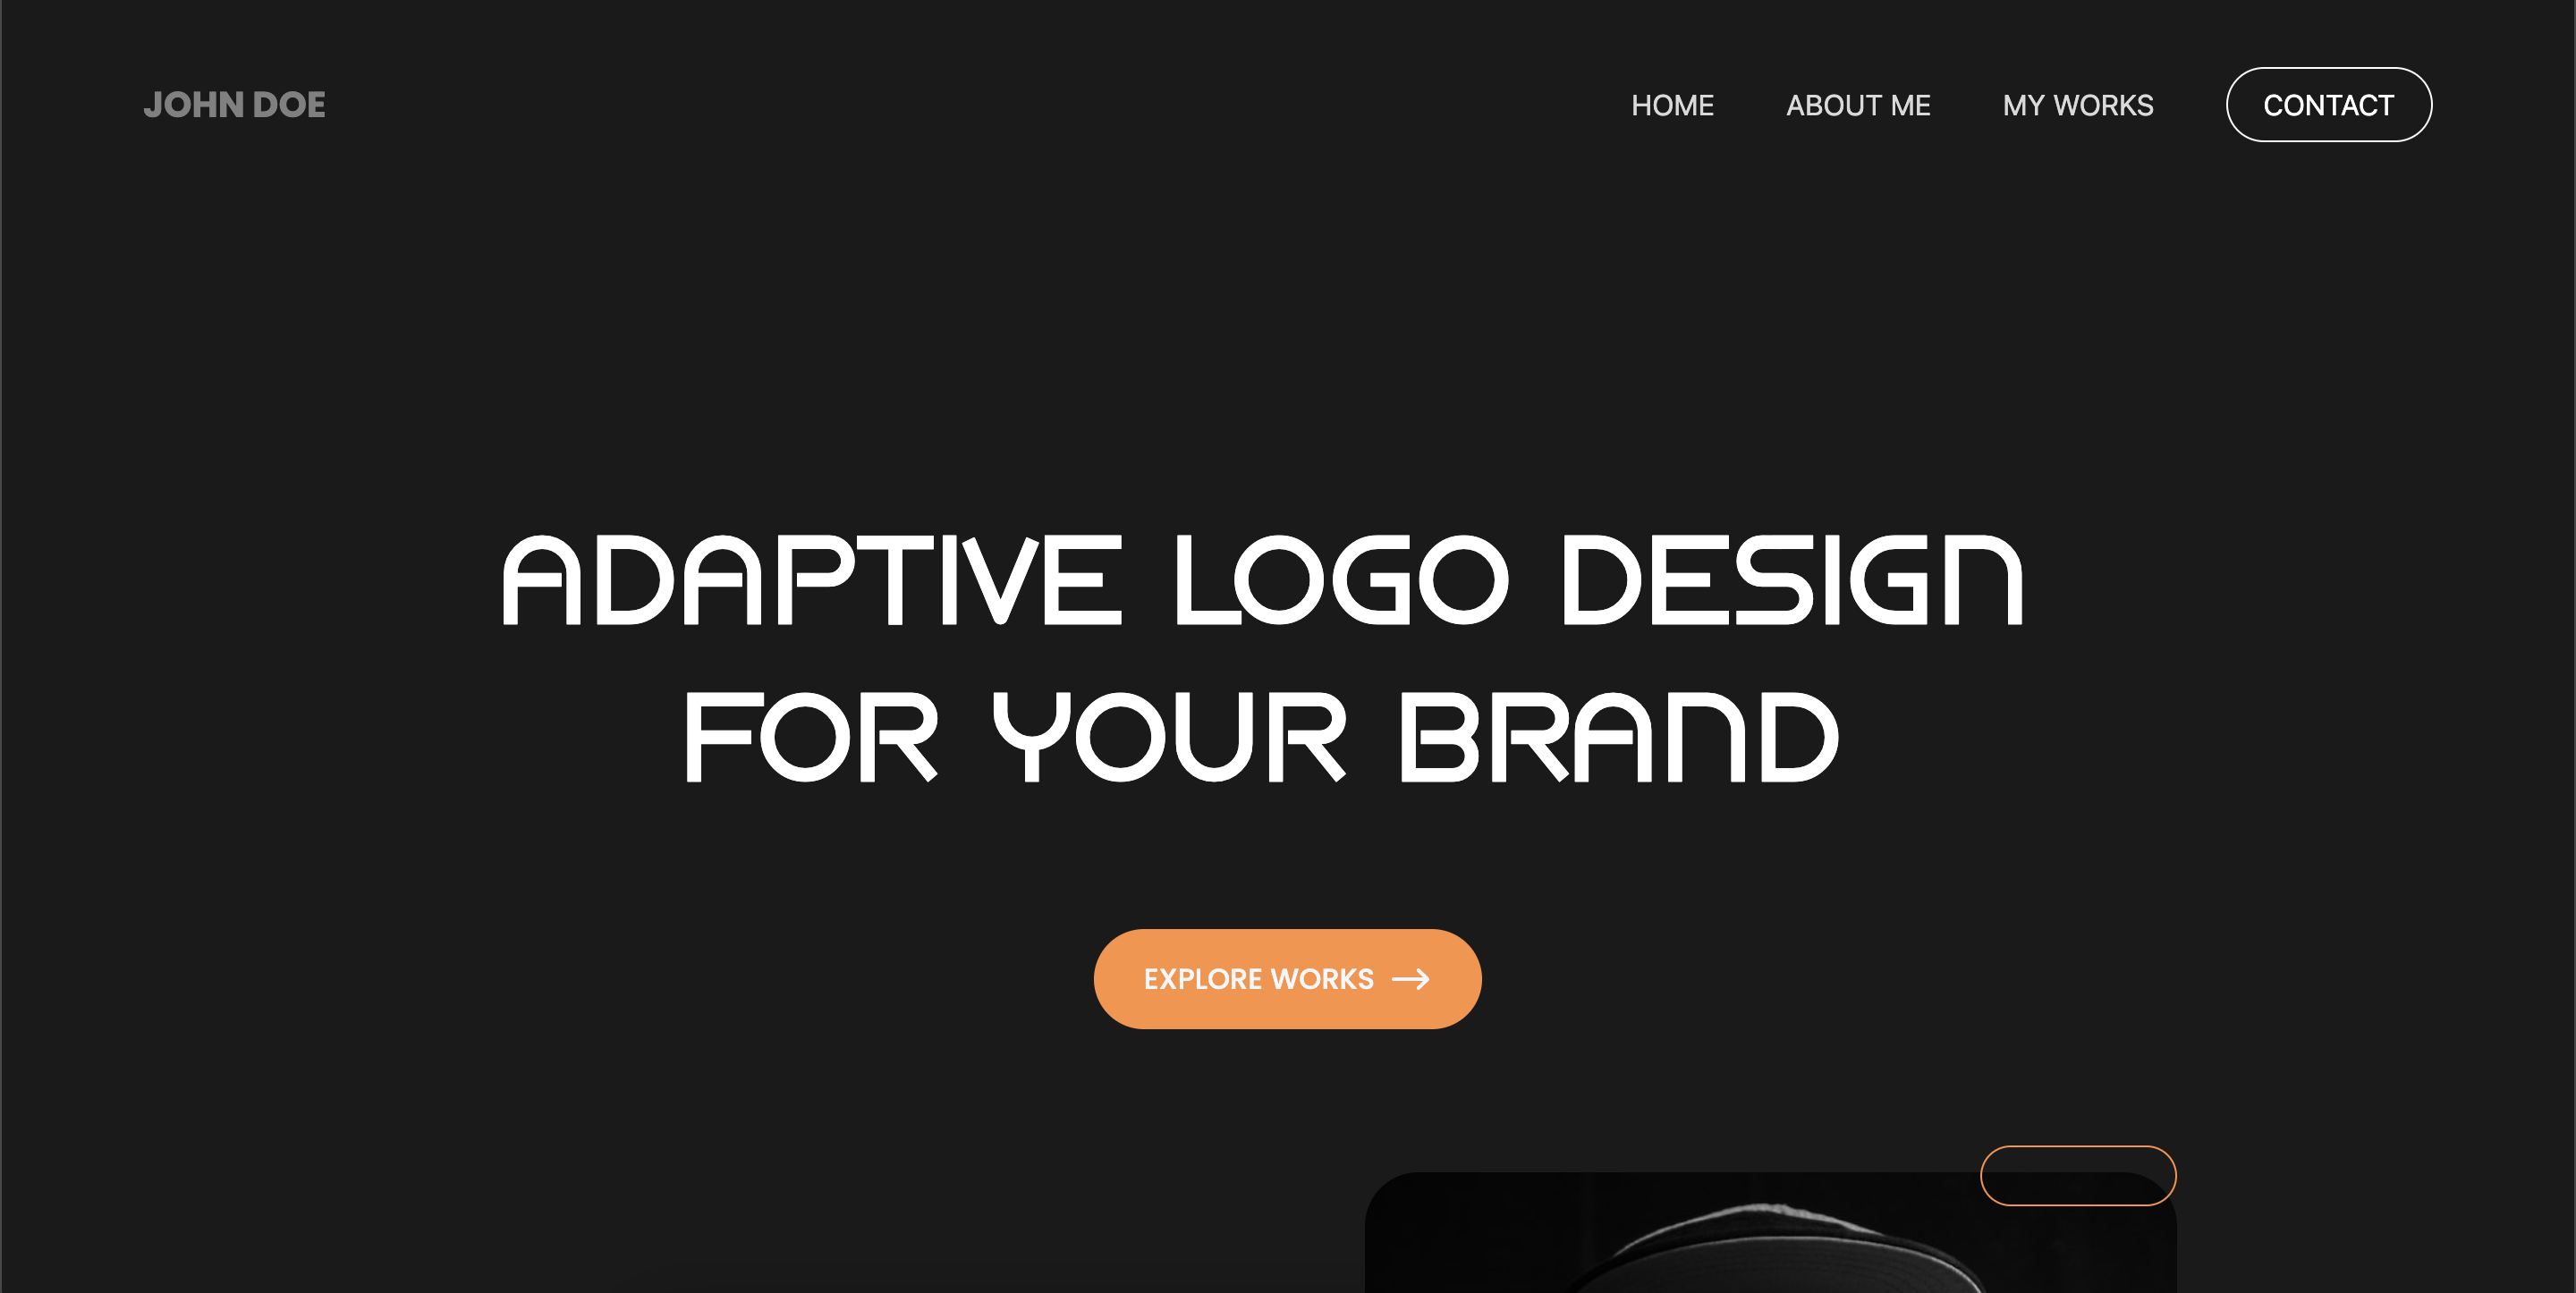 JOHN DOE
HOME ABOUT ME MY WORKS CONTACT
ADAPTIVE LOGO DESIGN
FOR YOUR BRAND
EXPLORE WORKS →